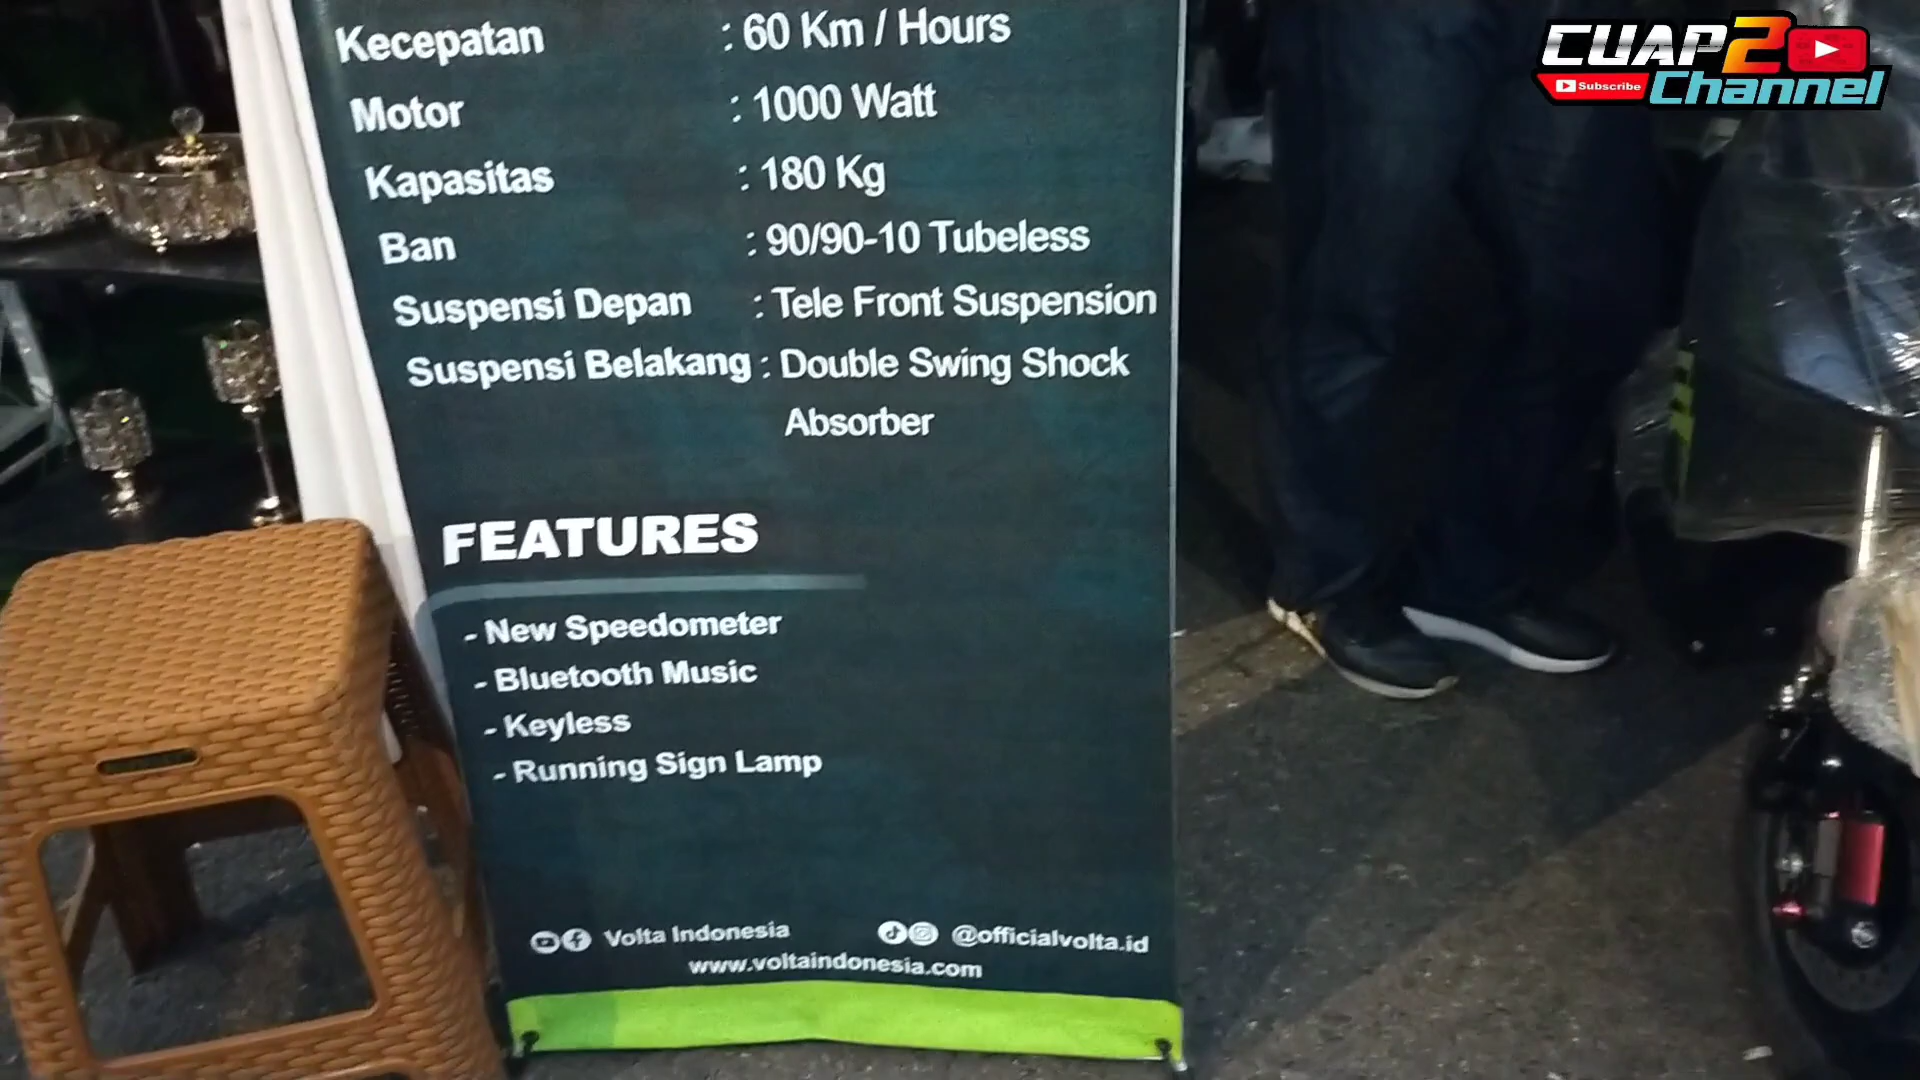 CUAP2
Subscribe
Channel
Kecepatan : 60 Km / Hours
Motor : 1000 Watt
Kapasitas : 180 Kg
Ban : 90/90-10 Tubeless
Suspensi Depan : Tele Front Suspension
Suspensi Belakang : Double Swing Shock
Absorber
FEATURES
- New Speedometer
- Bluetooth Music
- Keyless
- Running Sign Lamp
Volta Indonesia @officialvolta.id
www.voltaindonesia.com